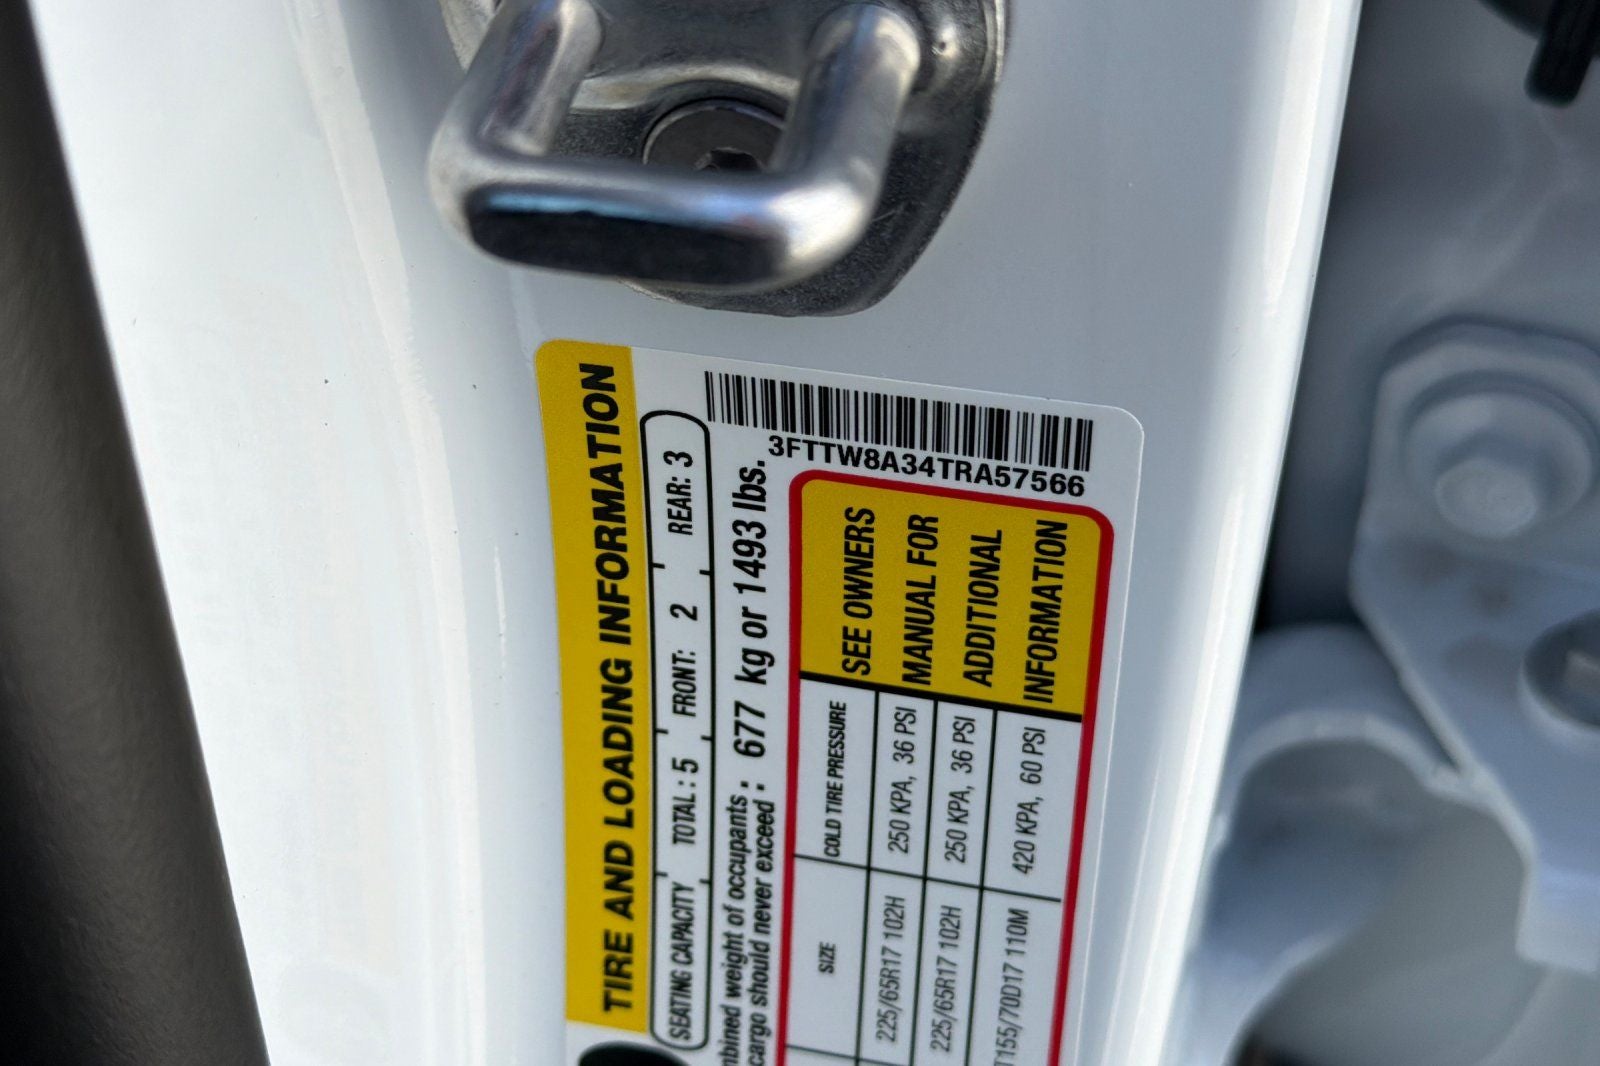 3FTTW8A34TRA57566
TIRE AND LOADING INFORMATION
SEATING CAPACITY TOTAL: 5 FRONT: 2 REAR: 3
weight of occupants :
cargo should never exceed : 677 kg or 1493 lbs.
SIZE COLD TIRE PRESSURE
225/65R17 102H 250 KPA, 36 PSI
225/65R17 102H 250 KPA, 36 PSI
T155/70D17 110M 420 KPA, 60 PSI
SEE OWNERS
MANUAL FOR
ADDITIONAL
INFORMATION